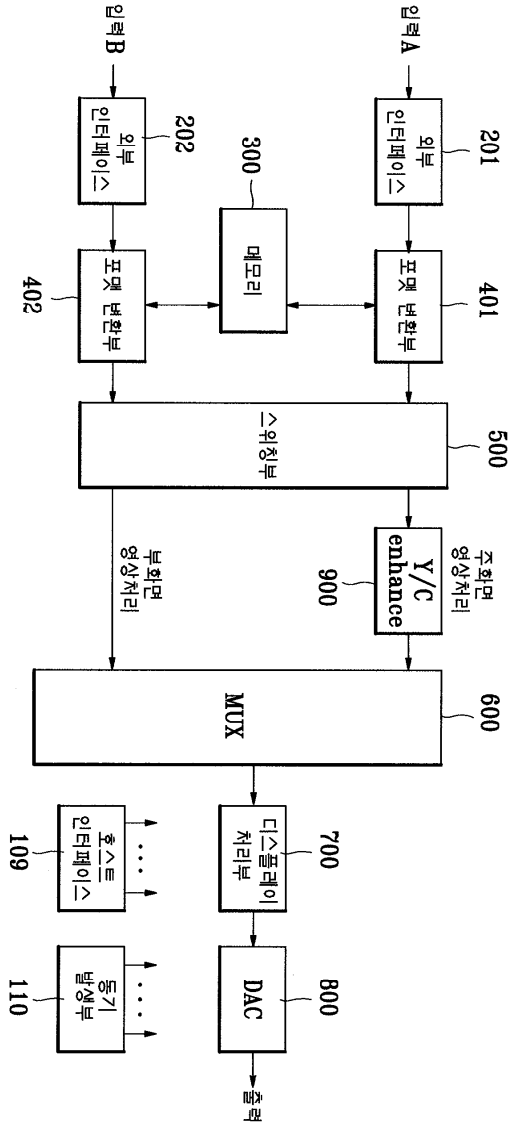 입력 A
201
외부
인터페이스
401
포맷 변환부
300
메모리
입력 B
202
외부
인터페이스
402
포맷 변환부
500
스위칭부
주화면
영상처리
Y/C
enhance
900
부화면
영상처리
600
MUX
700
디스플레이
처리부
800
DAC
출력
호스트
인터페이스
109
동기
발생부
110